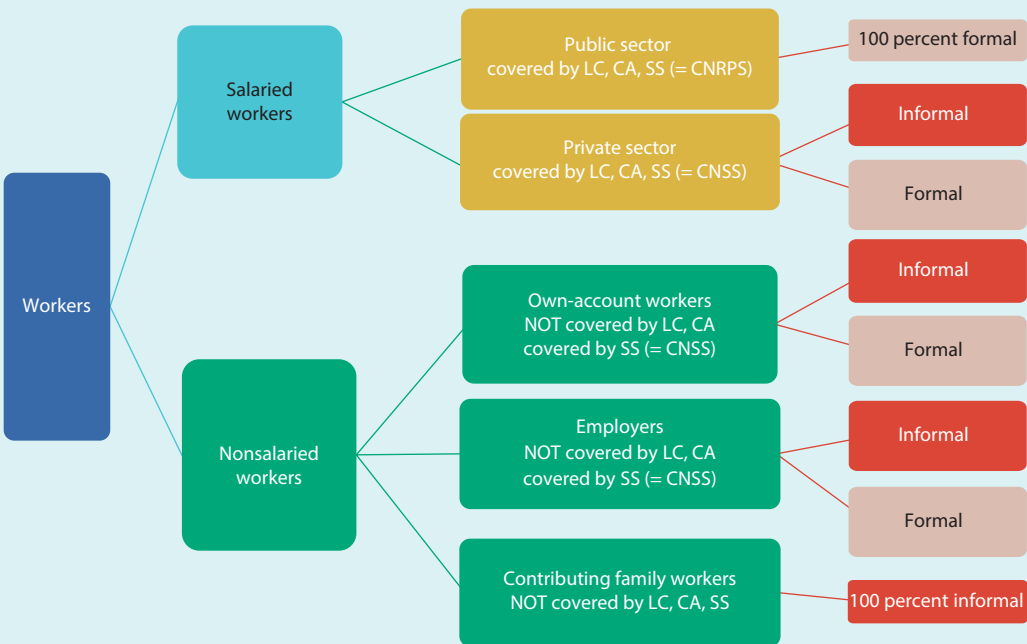 Workers
Salaried
workers
Public sector
covered by LC, CA, SS (= CNRPS)
100 percent formal
Private sector
covered by LC, CA, SS (= CNSS)
Informal
Formal
Nonsalaried
workers
Own-account workers
NOT covered by LC, CA
covered by SS (= CNSS)
Informal
Formal
Employers
NOT covered by LC, CA
covered by SS (= CNSS)
Informal
Formal
Contributing family workers
NOT covered by LC, CA, SS
100 percent informal